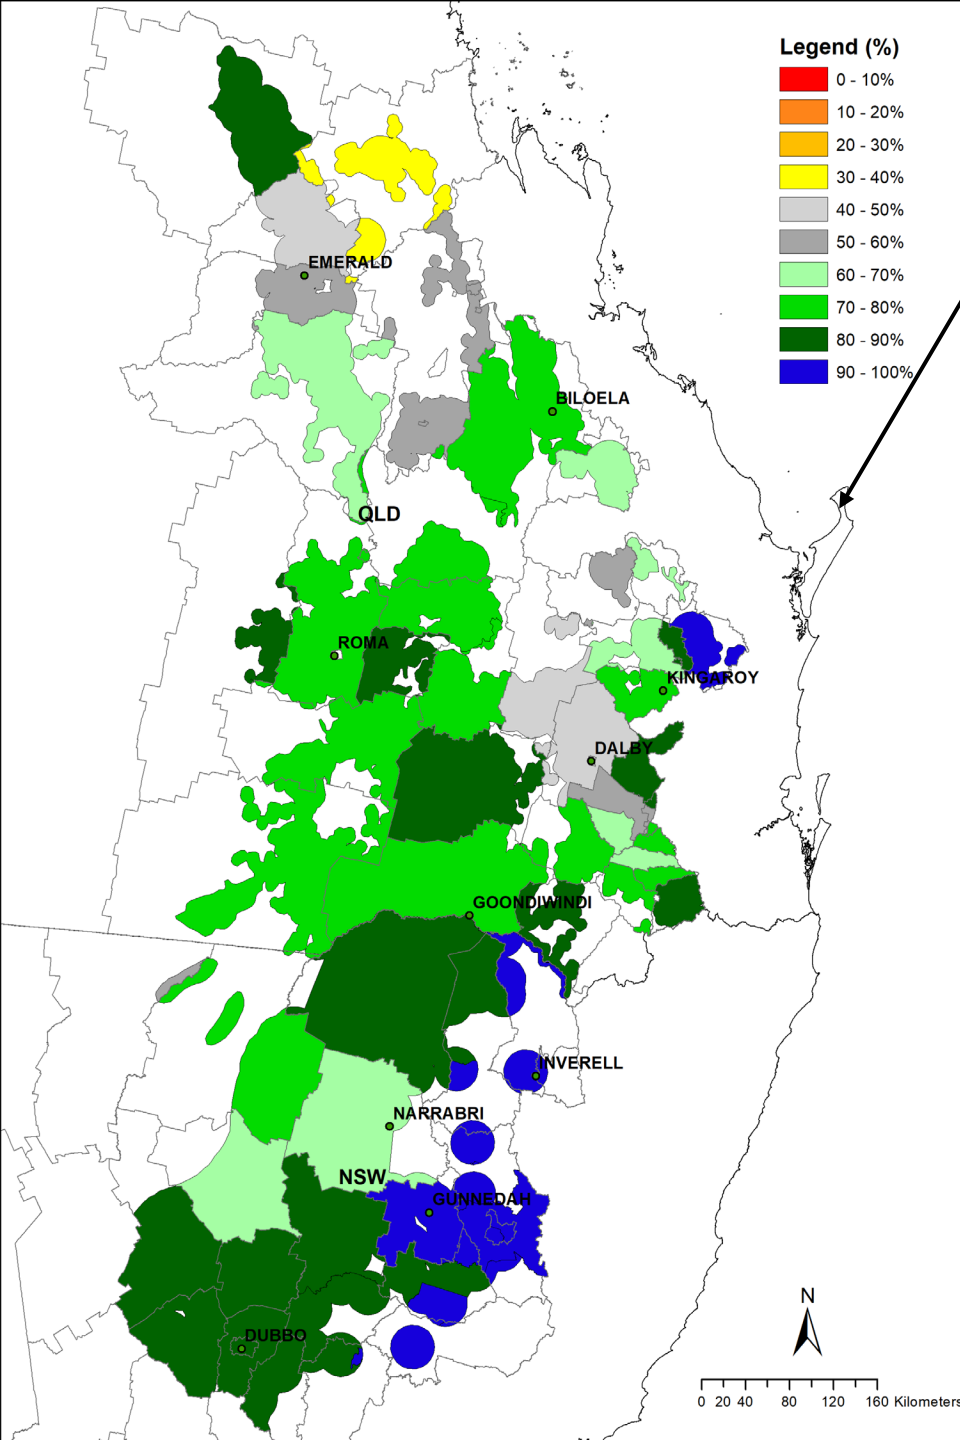 Legend (%)
0 - 10%
10 - 20%
20 - 30%
30 - 40%
40 - 50%
50 - 60%
60 - 70%
70 - 80%
80 - 90%
90 - 100%
EMERALD
BILOELA
QLD
ROMA
KINGAROY
DALBY
GOONDIWINDI
INVERELL
NARRABRI
NSW
GUNNEDAH
N
DUBBO
0 20 40 80 120 160 Kilometers